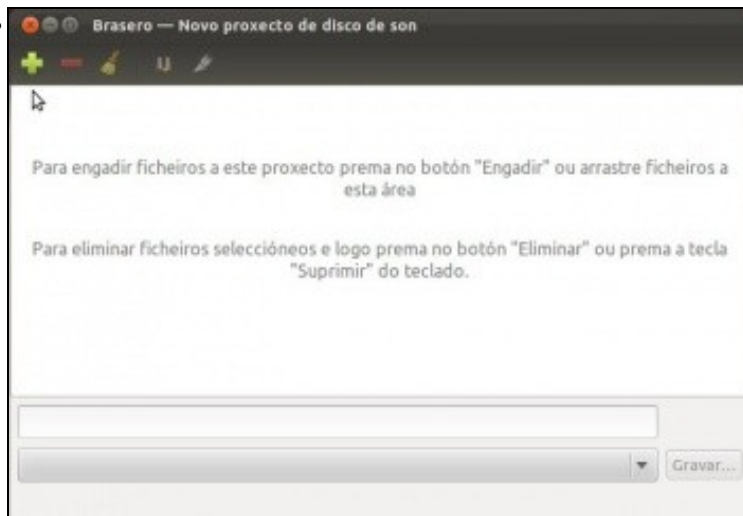 Brasero — Novo proxecto de disco de son
Para engadir ficheiros a este proxecto prema no botón "Engadir" ou arrastre ficheiros a
esta área
Para eliminar ficheiros seleccióneos e logo prema no botón "Eliminar" ou prema a tecla
"Suprimir" do teclado.
Gravar...